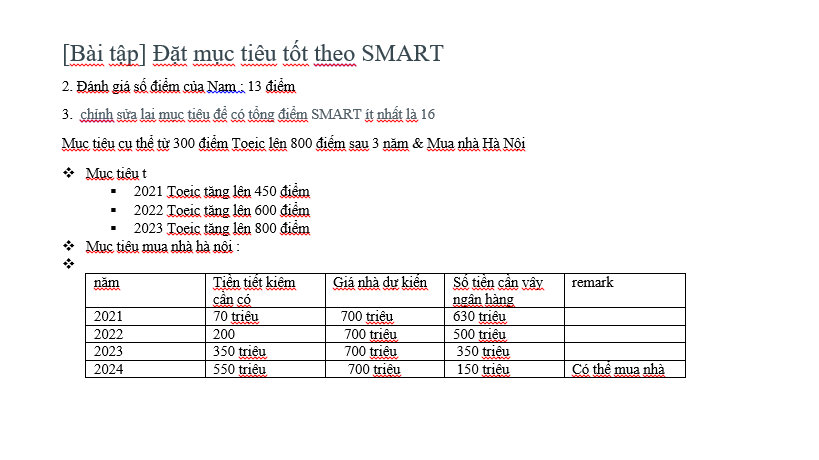 [Bài tập] Đặt mục tiêu tốt theo SMART
2. Đánh giá số điểm của Nam : 13 điểm
3. chỉnh sửa lại mục tiêu để có tổng điểm SMART ít nhất là 16
Mục tiêu cụ thể từ 300 điểm Toeic lên 800 điểm sau 3 năm & Mua nhà Hà Nôi
❖ Mục tiêu t
▪ 2021 Toeic tăng lên 450 điểm
▪ 2022 Toeic tăng lên 600 điểm
▪ 2023 Toeic tăng lên 800 điểm
❖ Mục tiêu mua nhà hà nôi :
❖
năm Tiền tiết kiêm cần có Giá nhà dự kiến Số tiền cần vây ngân hàng remark
2021 70 triệu 700 triệu 630 triệu
2022 200 700 triệu 500 triệu
2023 350 triệu 700 triệu 350 triệu
2024 550 triệu 700 triệu 150 triệu Có thể mua nhà